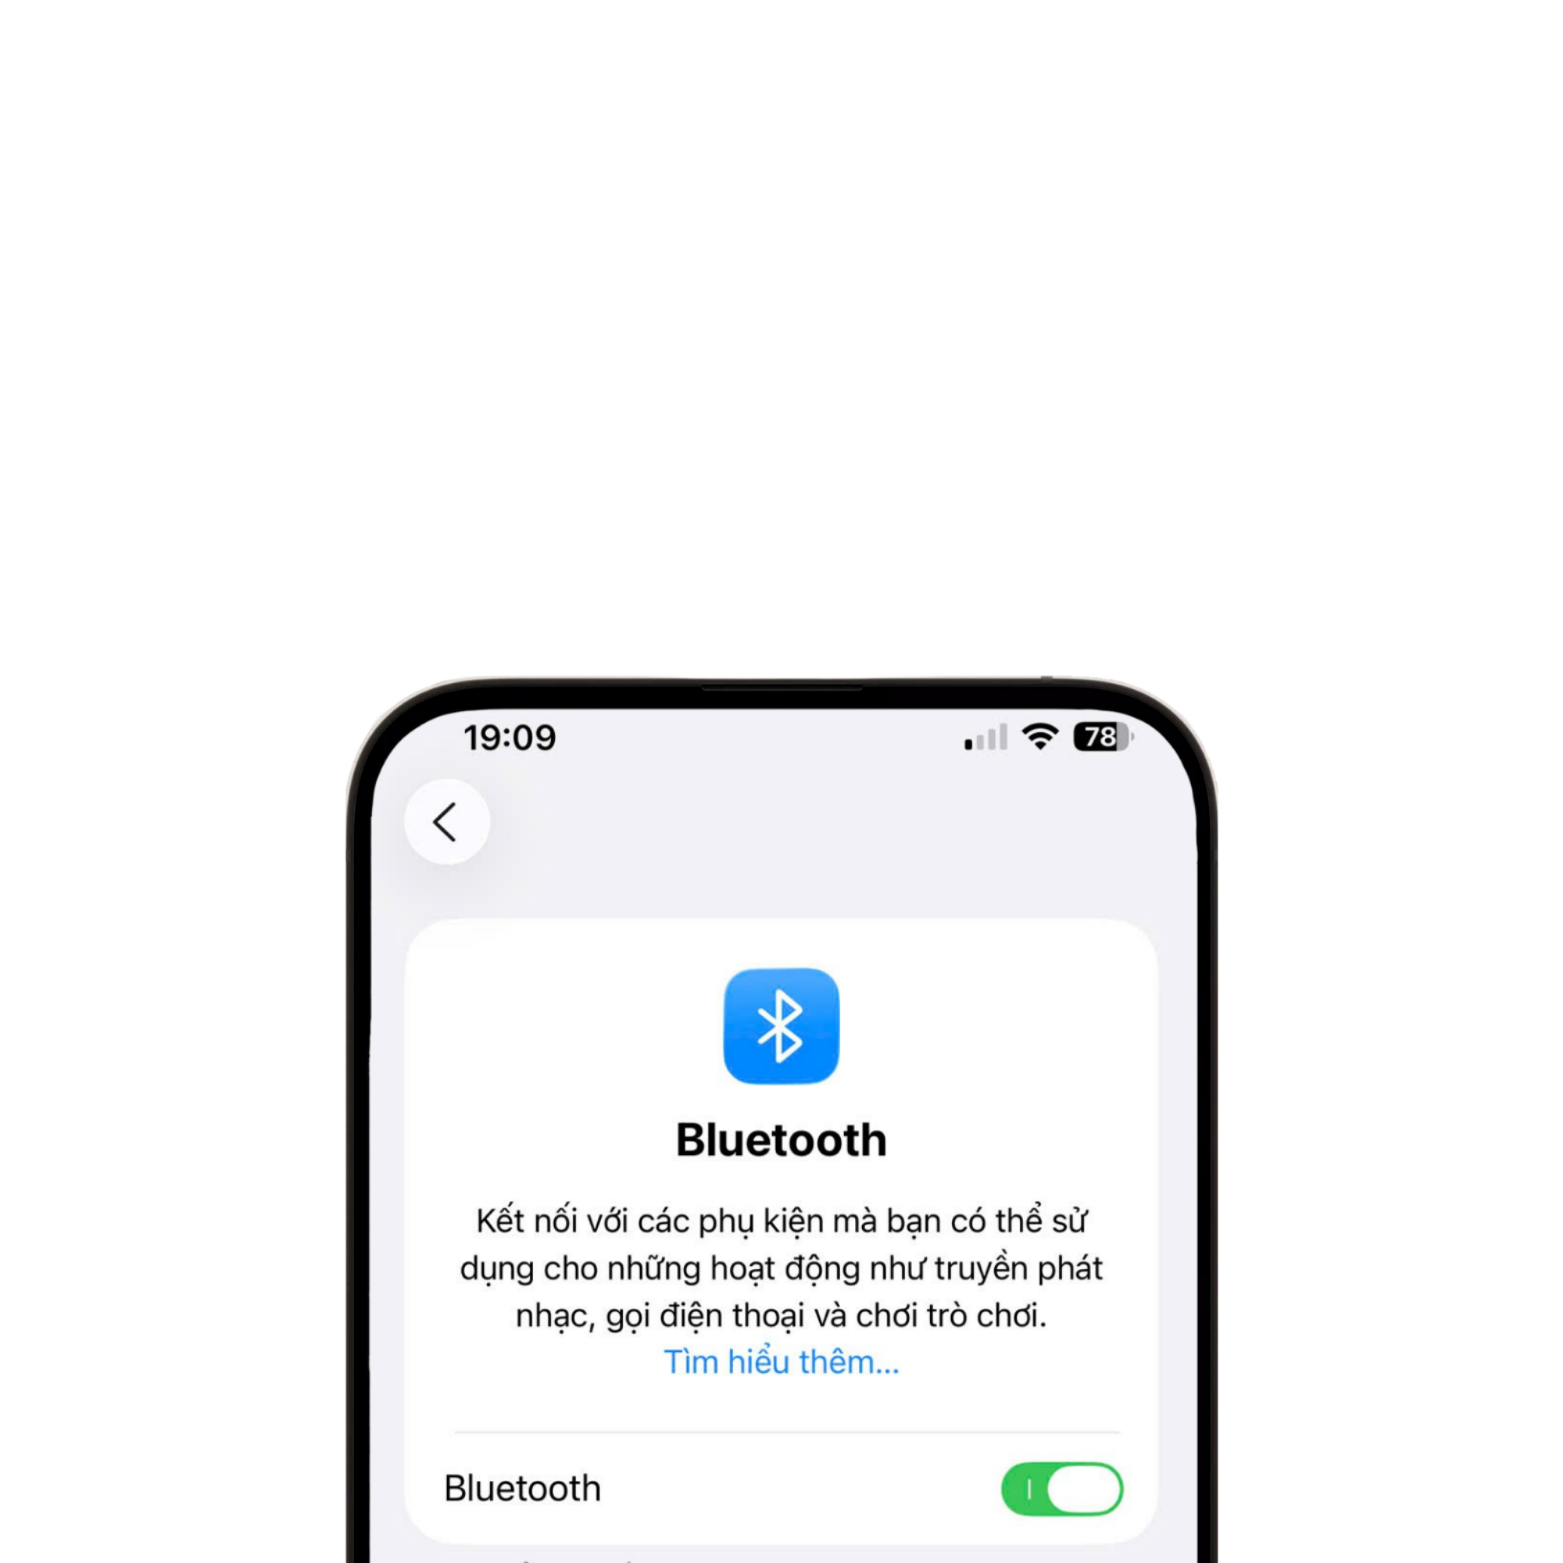 19:09
78
Bluetooth
Kết nối với các phụ kiện mà bạn có thể sử
dụng cho những hoạt động như truyền phát
nhạc, gọi điện thoại và chơi trò chơi.
Tìm hiểu thêm...
Bluetooth